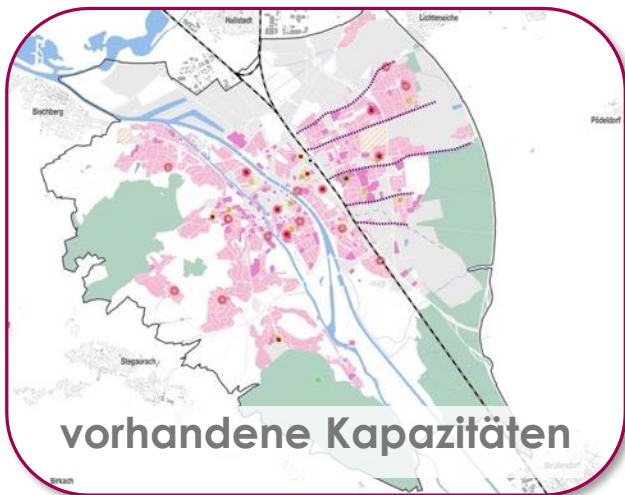 Hallstadt
Lichteneiche
Bischberg
Pödeldorf
Stegaurach
vorhandene Kapazitäten
Strullendorf
Birkach